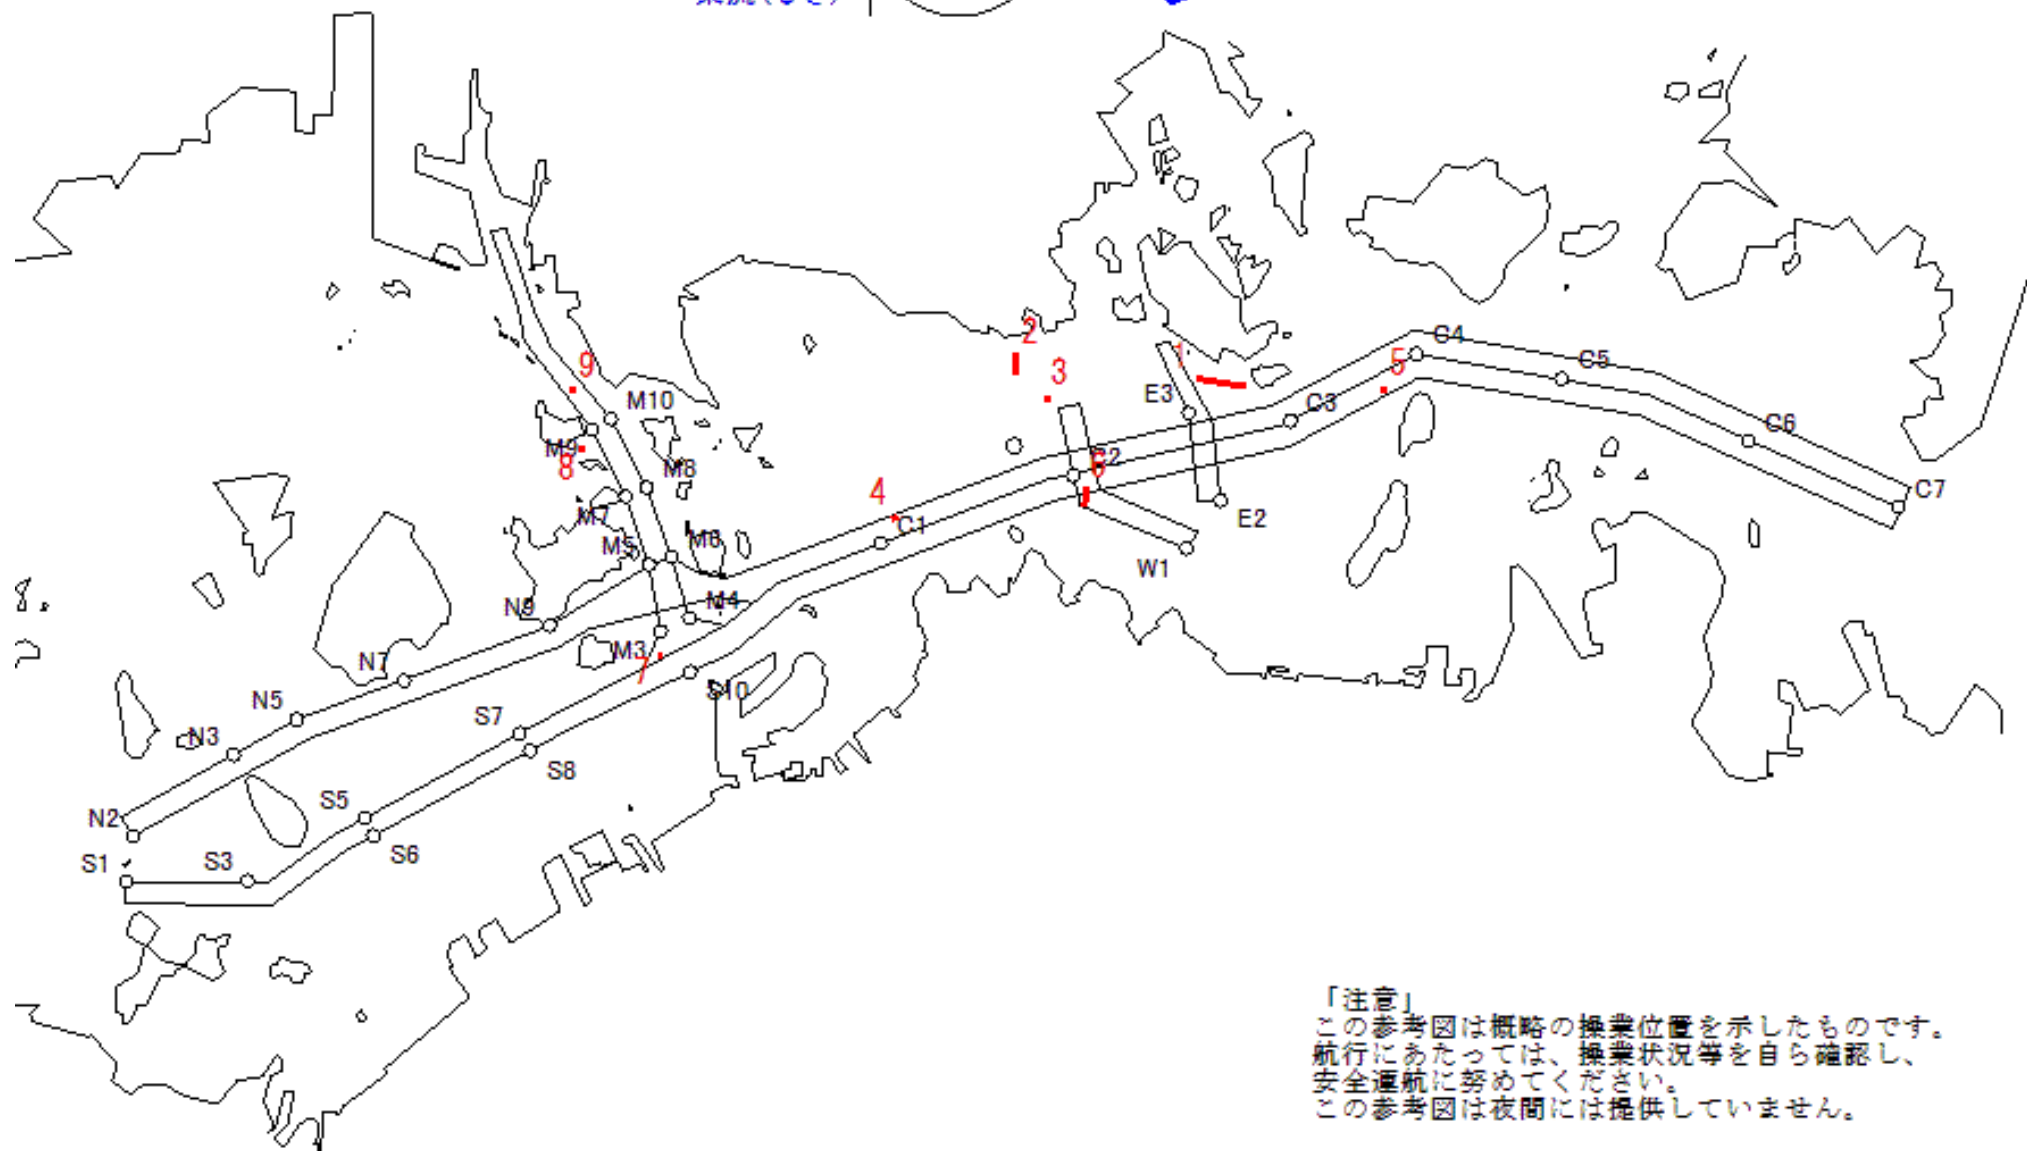 2
C4
9
3
1
5
C5
M10
E3
C3
C6
M9
8
M8
C2
6
4
C7
M7
C1
E2
M5
M6
W1
N9
M4
M3
N7
7
S10
N5
S7
N3
S8
S5
N2
S6
S1
S3
「注意」
この参考図は概略の操業位置を示したものです。
航行にあたっては、操業状況等を自ら確認し、
安全運航に努めてください。
この参考図は夜間には提供していません。